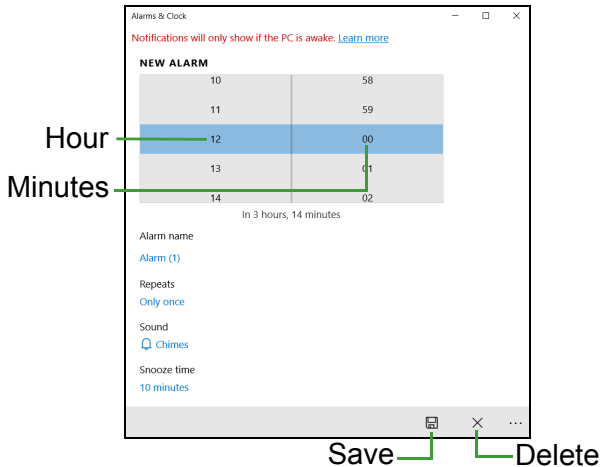 Alarms & Clock
Notifications will only show if the PC is awake. Learn more
NEW ALARM
10 58
11 59
Hour 12 00
13 01
Minutes
14 02
In 3 hours, 14 minutes
Alarm name
Alarm (1)
Repeats
Only once
Sound
Chimes
Snooze time
10 minutes
Save Delete